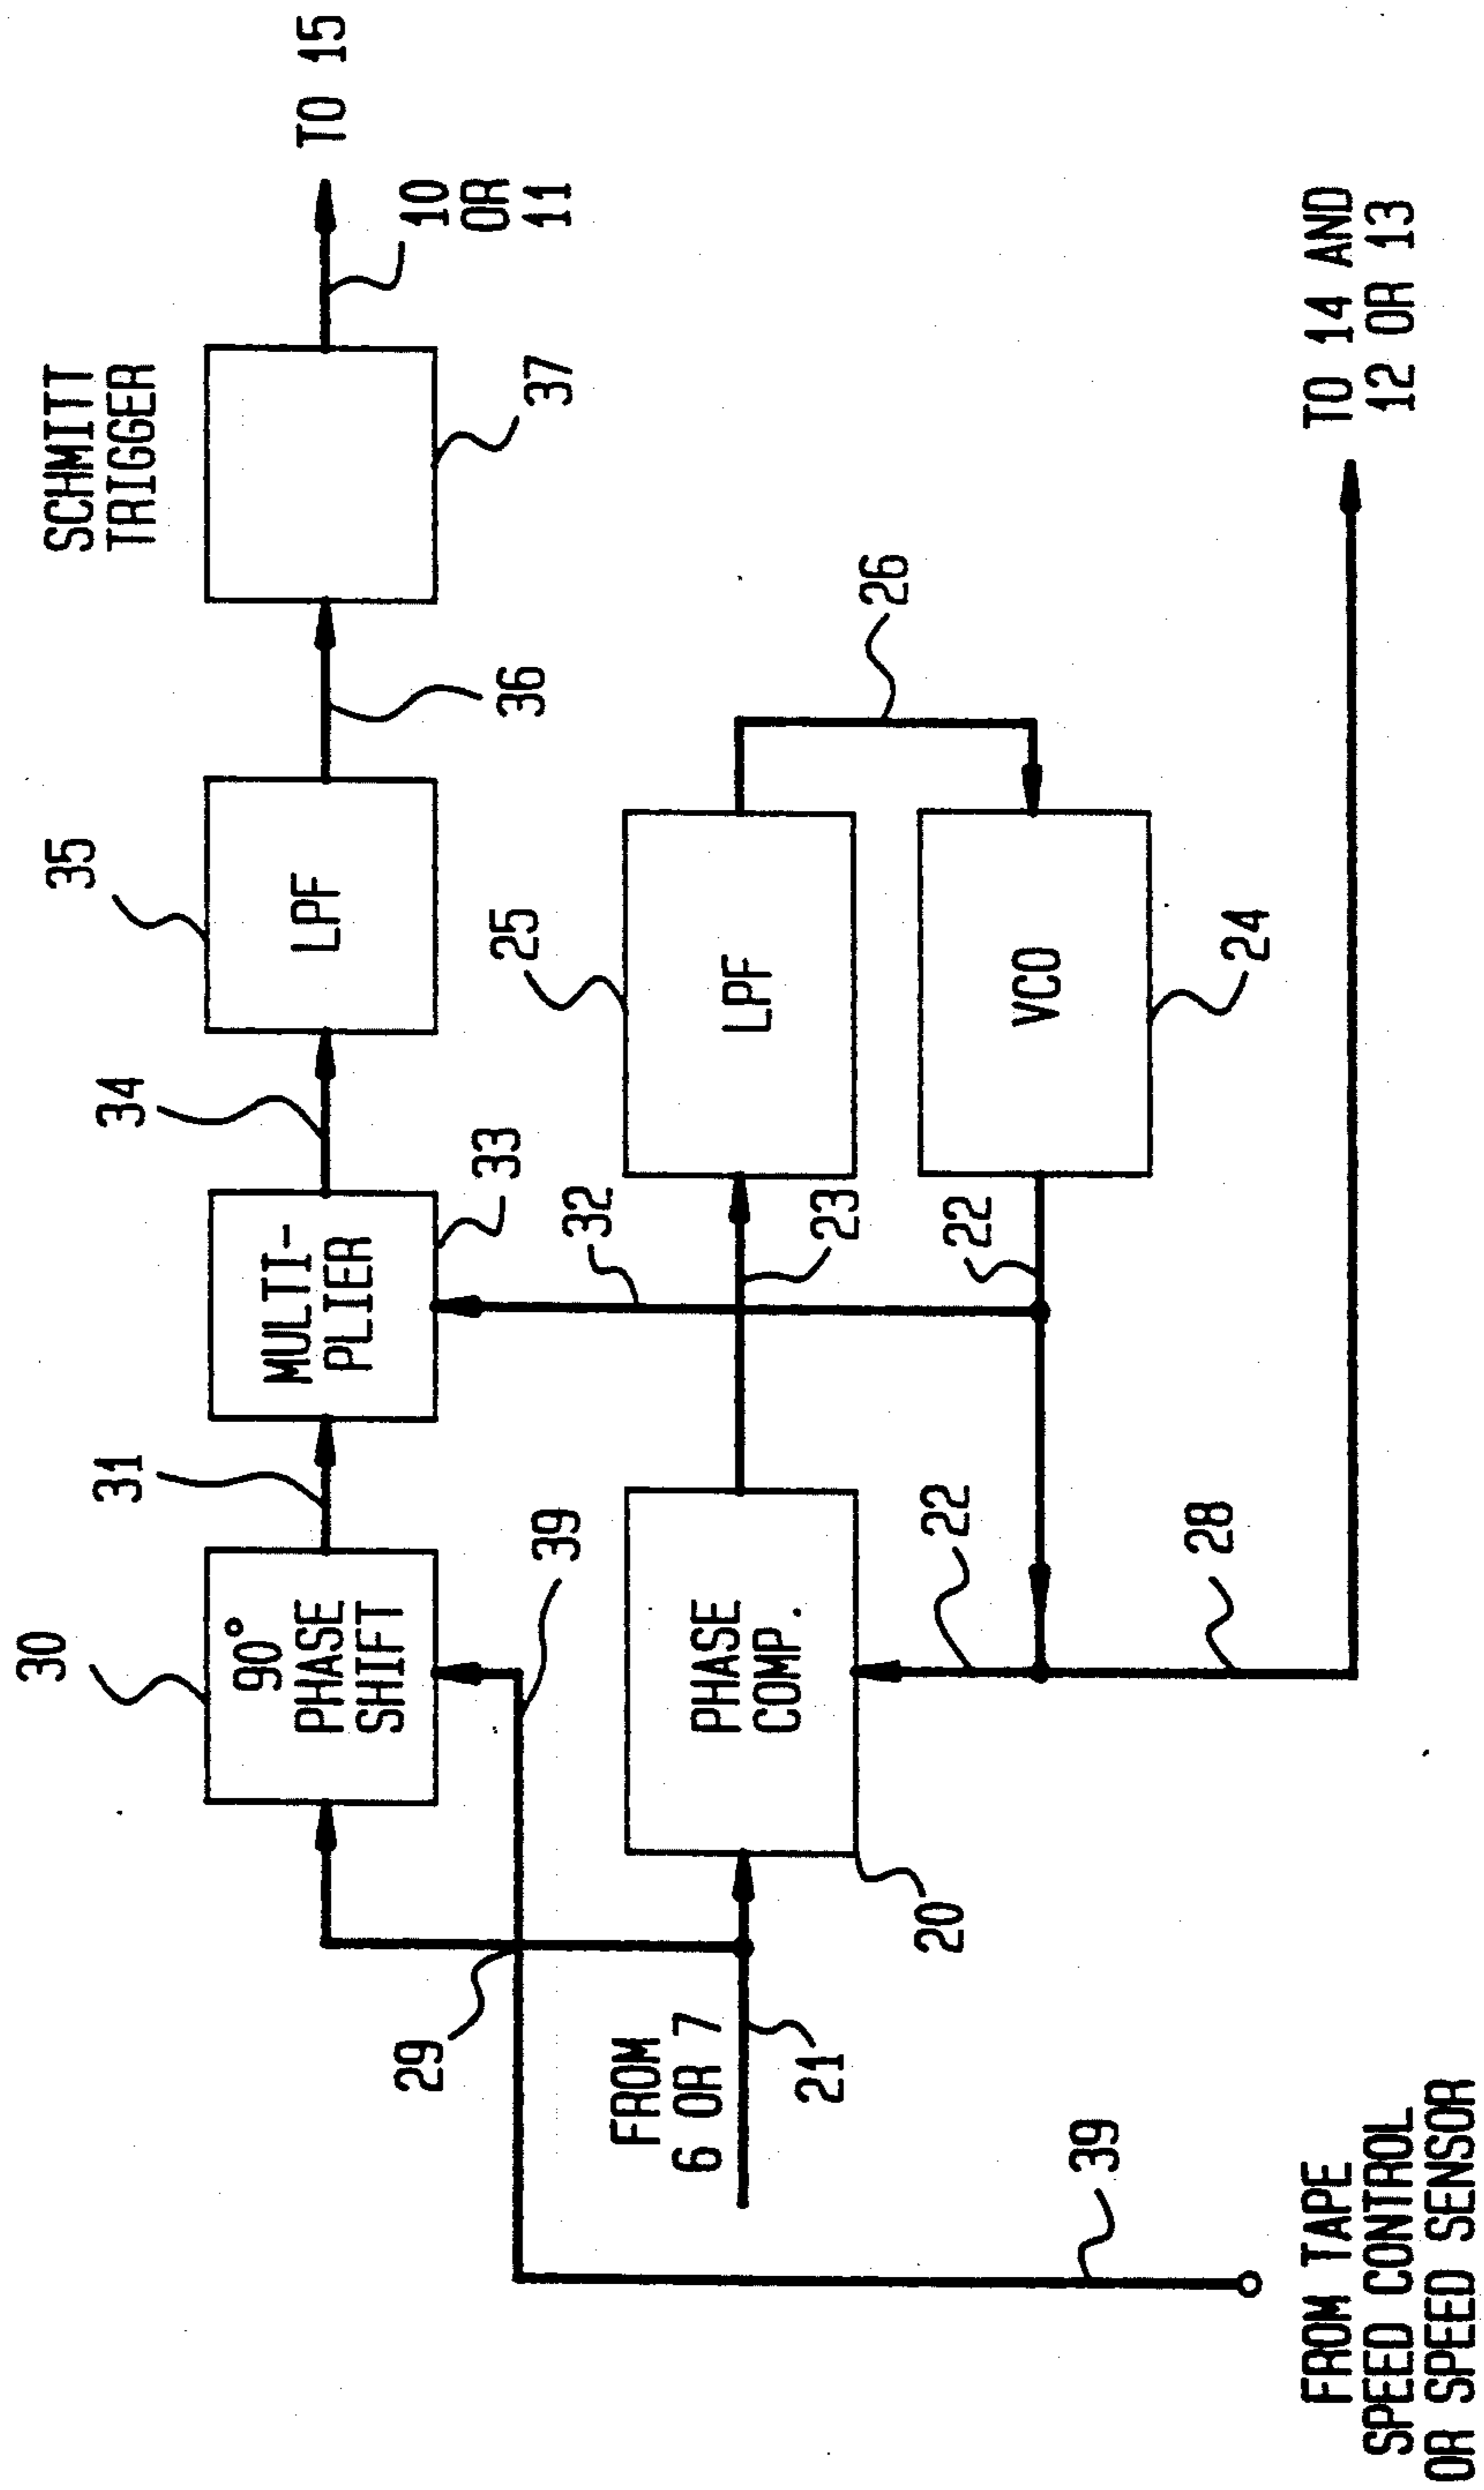 SCHMITT
TRIGGER
TO 15
10
OR
11
37
36
35
LPF
34
33
MULTI-
PLIER
32
31
30
90°
PHASE
SHIFT
39
29
FROM
6 OR 7
21
20
PHASE
COMP.
23
25
LPF
26
VCO
24
22
22
28
TO 14 AND
12 OR 13
39
FROM TAPE
SPEED CONTROL
OR SPEED SENSOR